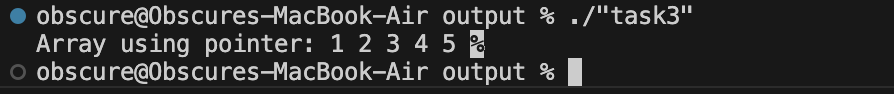 obscure@Obscures-MacBook-Air output % ./"task3"
Array using pointer: 1 2 3 4 5 %
obscure@Obscures-MacBook-Air output %